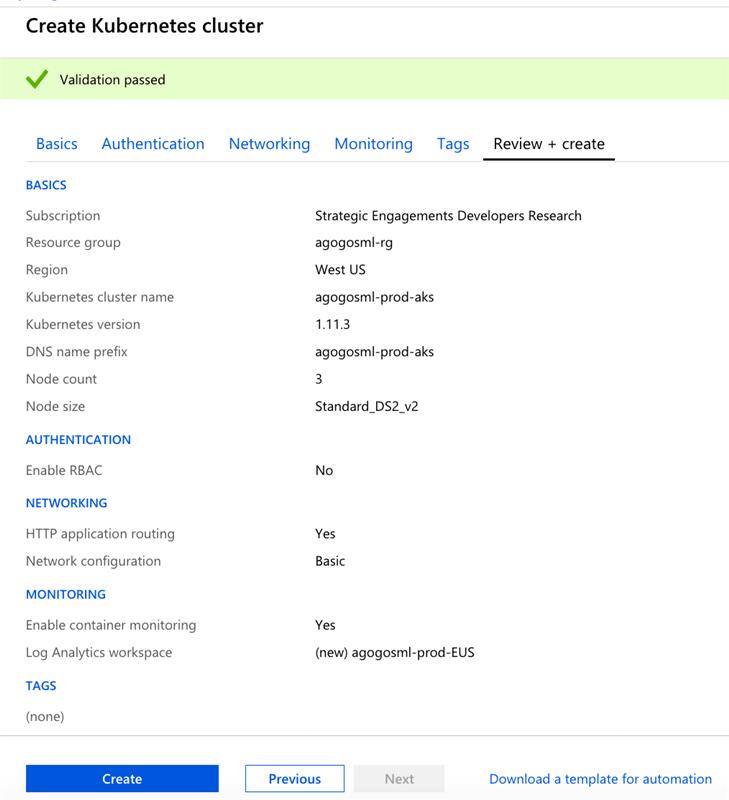 Create Kubernetes cluster
Validation passed
Basics Authentication Networking Monitoring Tags Review + create
BASICS
Subscription Strategic Engagements Developers Research
Resource group agogosml-rg
Region West US
Kubernetes cluster name agogosml-prod-aks
Kubernetes version 1.11.3
DNS name prefix agogosml-prod-aks
Node count 3
Node size Standard_DS2_v2
AUTHENTICATION
Enable RBAC No
NETWORKING
HTTP application routing Yes
Network configuration Basic
MONITORING
Enable container monitoring Yes
Log Analytics workspace (new) agogosml-prod-EUS
TAGS
(none)
Create Previous Next Download a template for automation